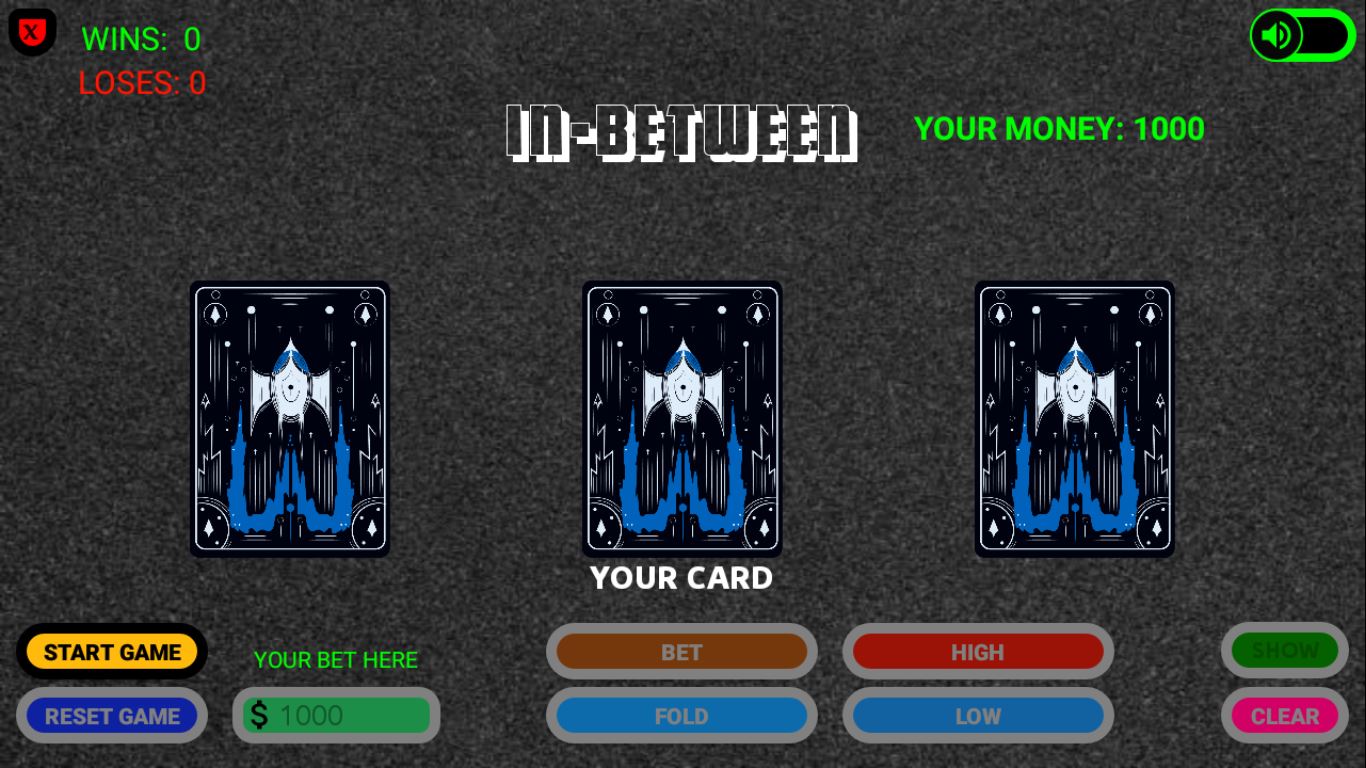 X
WINS: 0
LOSES: 0
IN-BETWEEN
YOUR MONEY: 1000
YOUR CARD
START GAME
YOUR BET HERE
BET
HIGH
SHOW
RESET GAME
$ 1000
FOLD
LOW
CLEAR